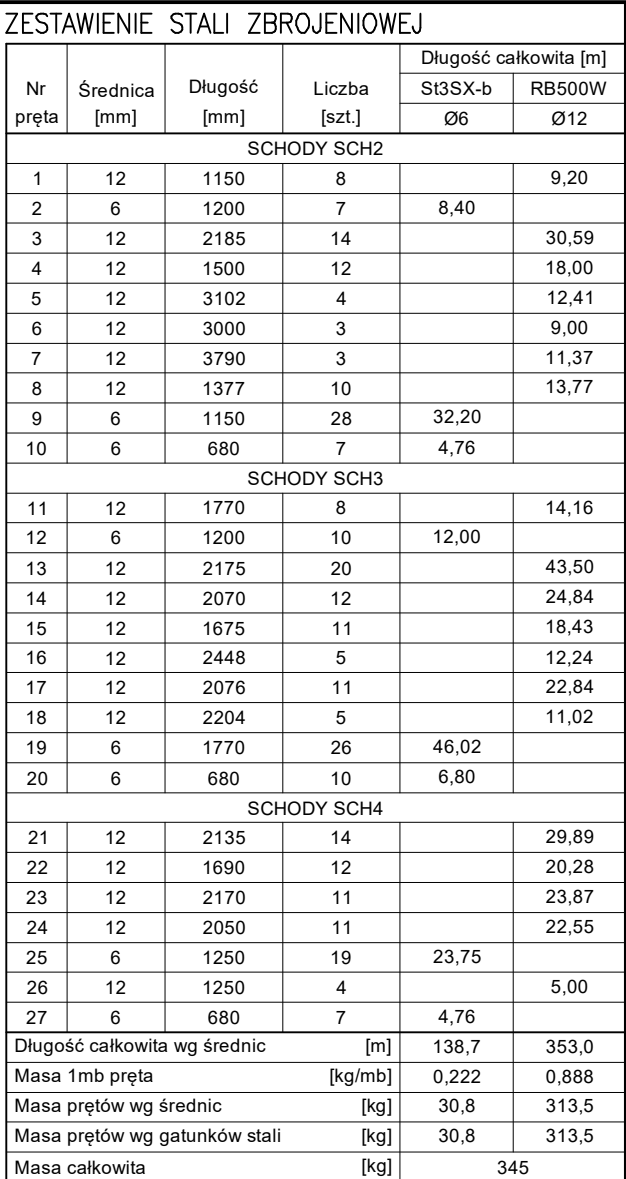 ZESTAWIENIE STALI ZBROJENIOWEJ
Długość całkowita [m]
Nr Średnica Długość Liczba St3SX-b RB500W
pręta [mm] [mm] [szt.] Ø6 Ø12
SCHODY SCH2
1 12 1150 8 9,20
2 6 1200 7 8,40
3 12 2185 14 30,59
4 12 1500 12 18,00
5 12 3102 4 12,41
6 12 3000 3 9,00
7 12 3790 3 11,37
8 12 1377 10 13,77
9 6 1150 28 32,20
10 6 680 7 4,76
SCHODY SCH3
11 12 1770 8 14,16
12 6 1200 10 12,00
13 12 2175 20 43,50
14 12 2070 12 24,84
15 12 1675 11 18,43
16 12 2448 5 12,24
17 12 2076 11 22,84
18 12 2204 5 11,02
19 6 1770 26 46,02
20 6 680 10 6,80
SCHODY SCH4
21 12 2135 14 29,89
22 12 1690 12 20,28
23 12 2170 11 23,87
24 12 2050 11 22,55
25 6 1250 19 23,75
26 12 1250 4 5,00
27 6 680 7 4,76
Długość całkowita wg średnic [m] 138,7 353,0
Masa 1mb pręta [kg/mb] 0,222 0,888
Masa prętów wg średnic [kg] 30,8 313,5
Masa prętów wg gatunków stali [kg] 30,8 313,5
Masa całkowita [kg] 345